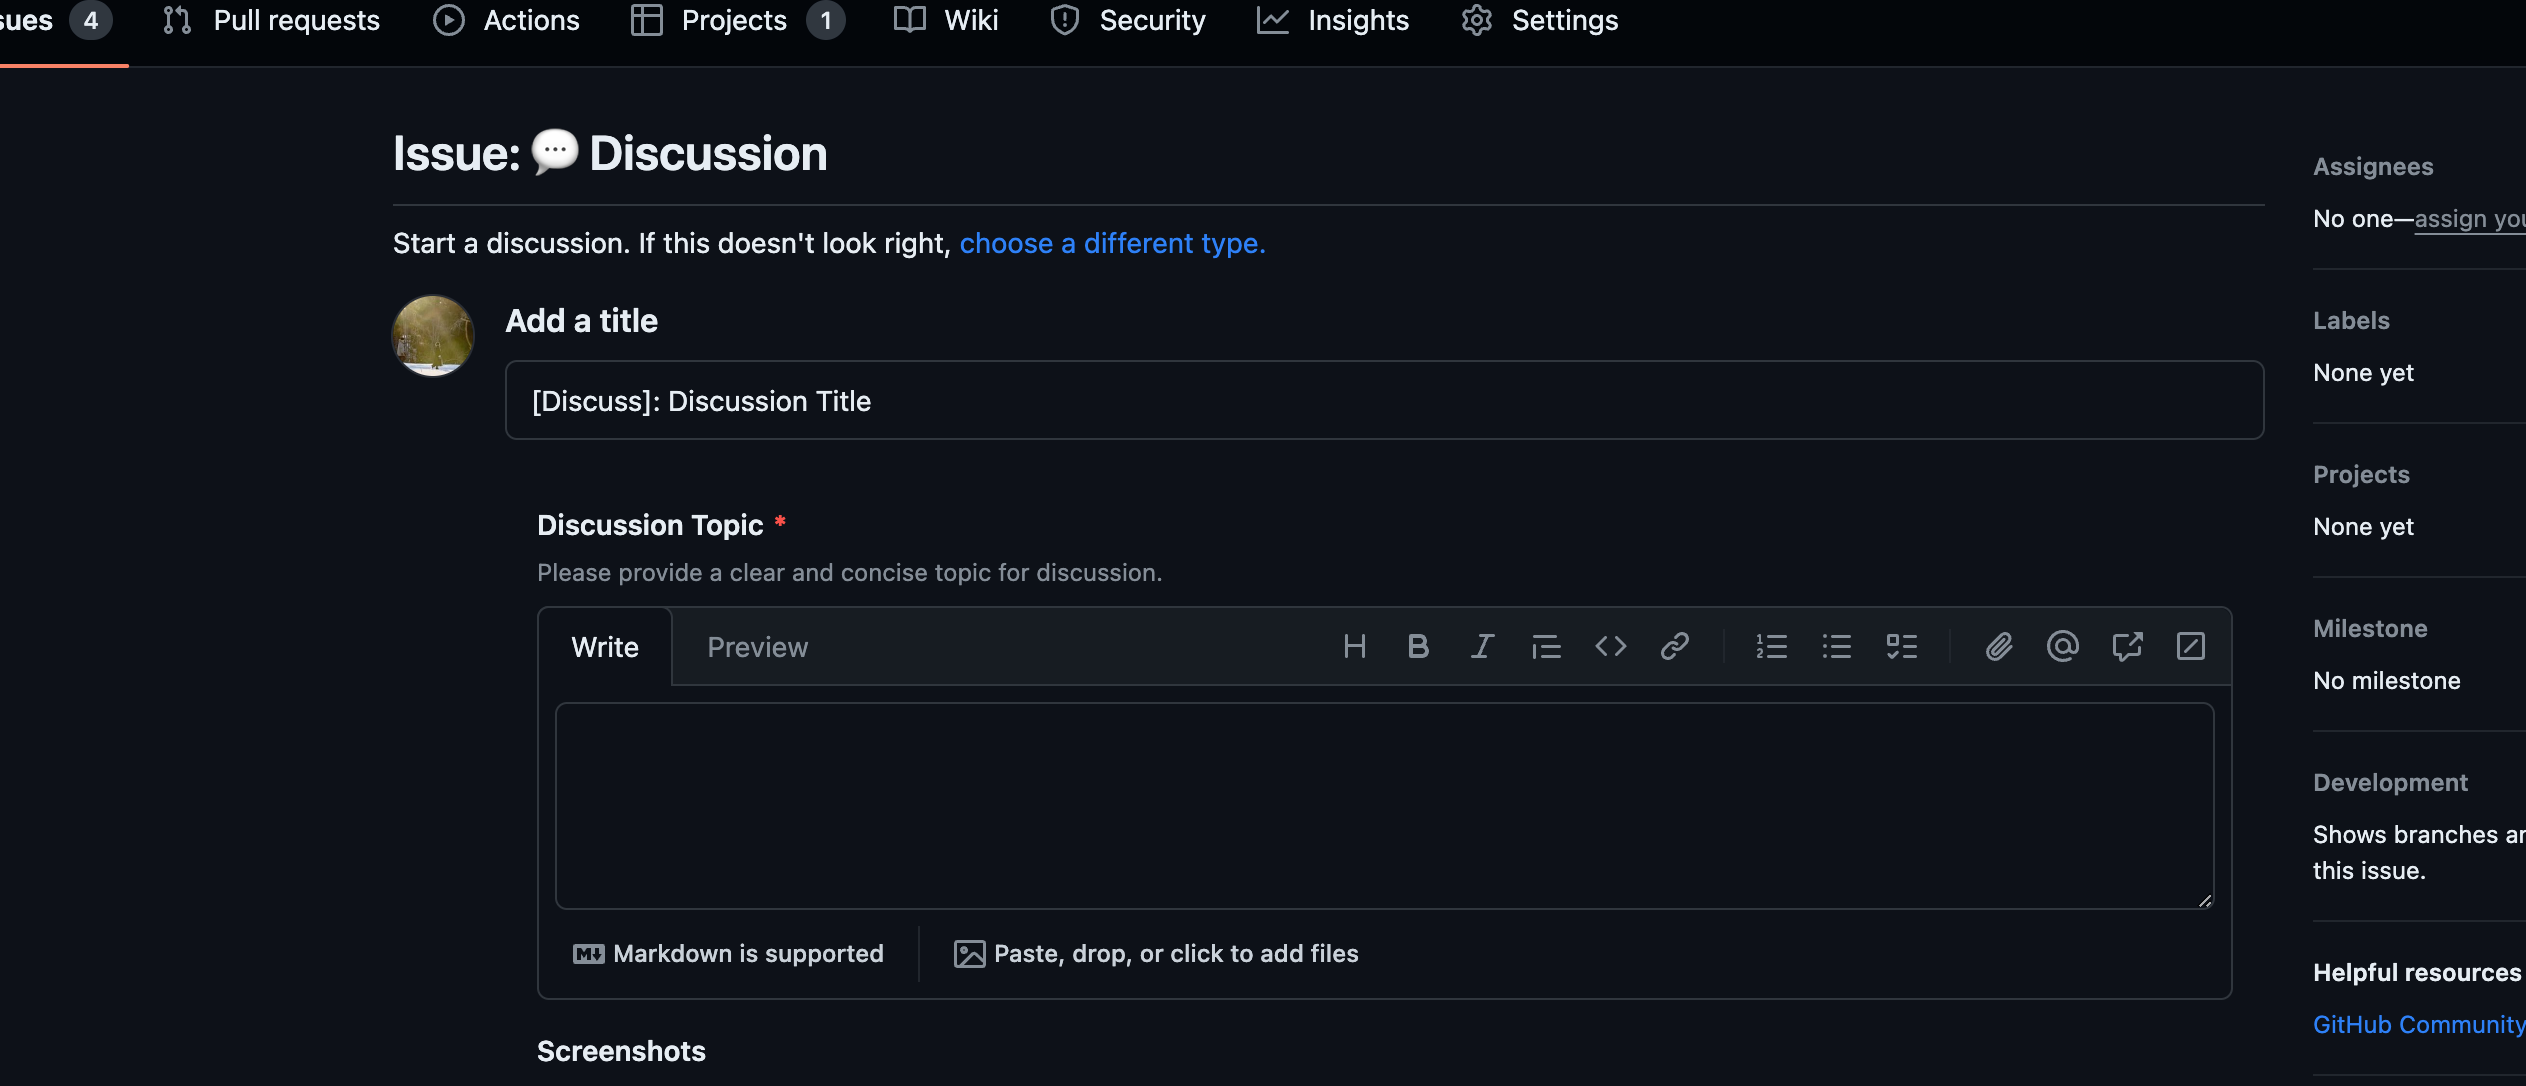 sues 4 Pull requests Actions Projects 1 Wiki Security Insights Settings
Issue: 💬 Discussion
Start a discussion. If this doesn't look right, choose a different type.
Add a title
[Discuss]: Discussion Title
Discussion Topic *
Please provide a clear and concise topic for discussion.
Write Preview
Markdown is supported
Paste, drop, or click to add files
Screenshots
Assignees
No one—assign you
Labels
None yet
Projects
None yet
Milestone
No milestone
Development
Shows branches an
this issue.
Helpful resources
GitHub Community